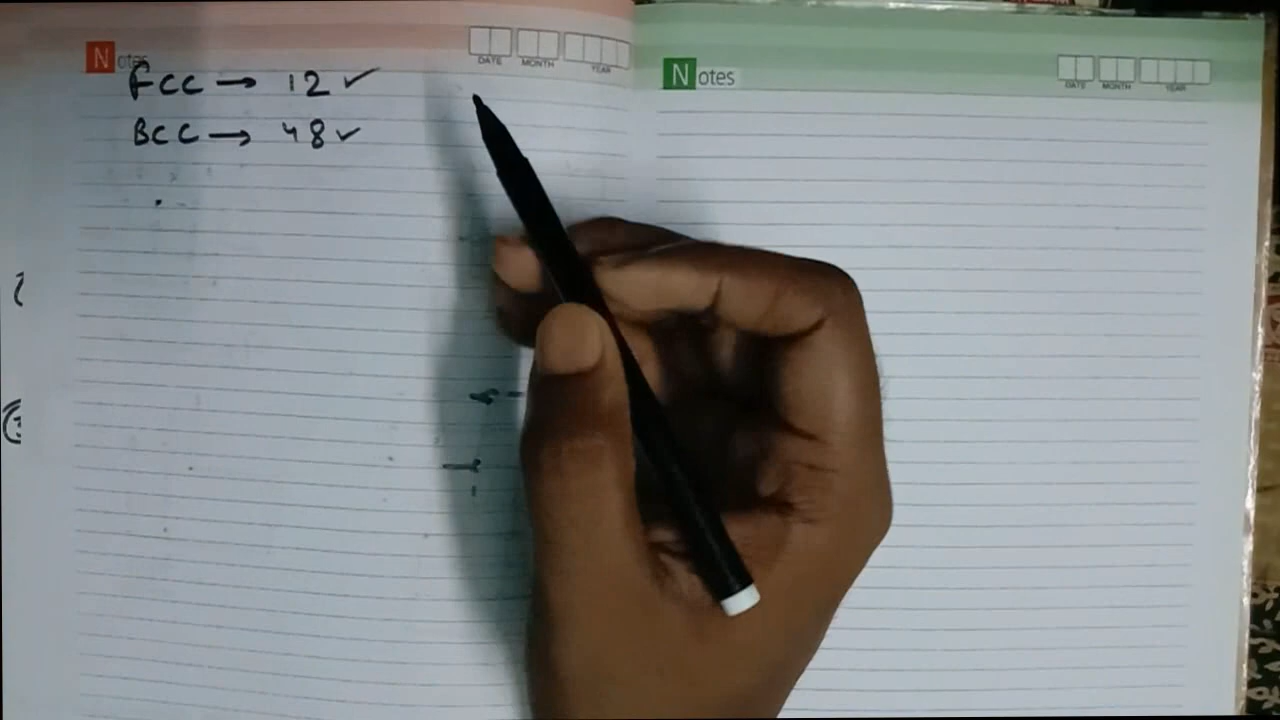 Notes
DATE MONTH YEAR
FCC → 12 ✓
BCC → 48 ✓
Notes
DATE MONTH YEAR